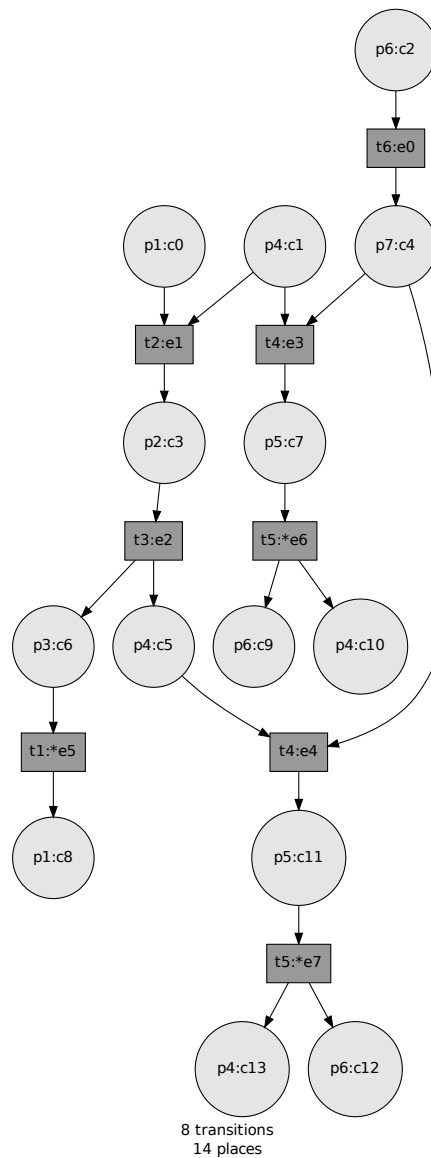 p6:c2
t6:e0
p1:c0
p4:c1
p7:c4
t2:e1
t4:e3
p2:c3
p5:c7
t3:e2
t5:*e6
p3:c6
p4:c5
p6:c9
p4:c10
t1:*e5
t4:e4
p1:c8
p5:c11
t5:*e7
p4:c13
p6:c12
8 transitions
14 places